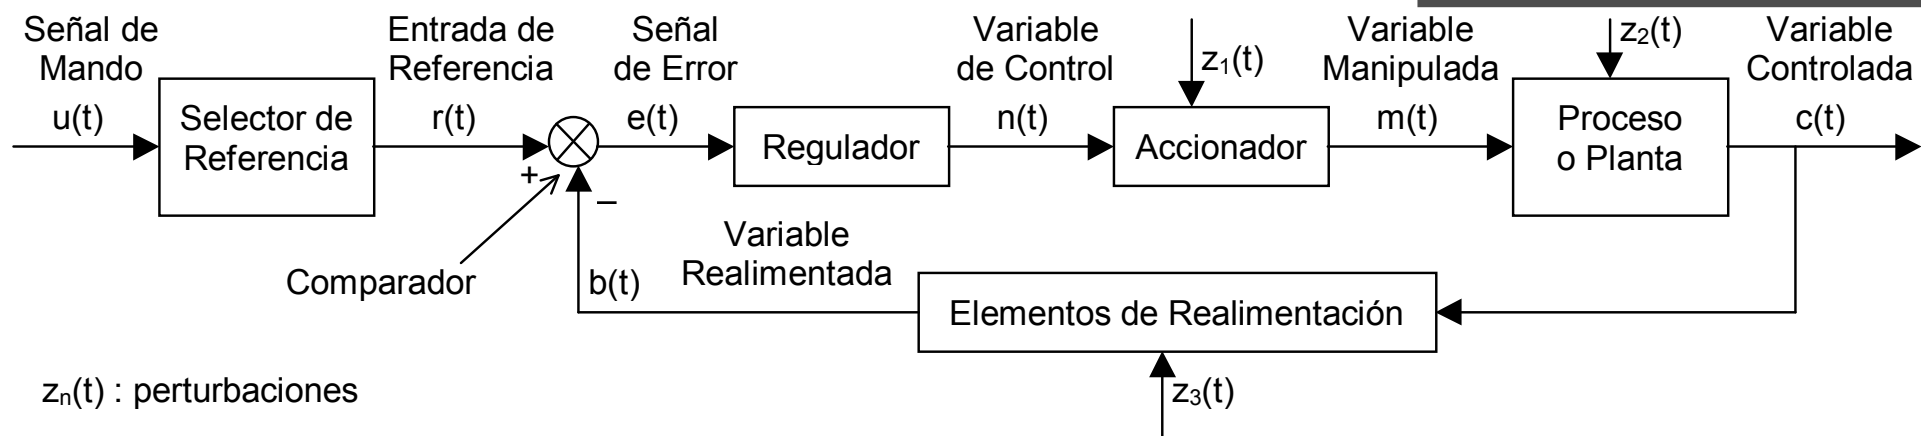 Señal de
Mando
u(t)
Selector de
Referencia
Entrada de
Referencia
r(t)
+
–
Comparador
Señal
de Error
e(t)
Regulador
Variable
de Control
n(t)
z₁(t)
Accionador
Variable
Manipulada
m(t)
z₂(t)
Proceso
o Planta
Variable
Controlada
c(t)
Variable
Realimentada
b(t)
Elementos de Realimentación
z₃(t)
zₙ(t) : perturbaciones